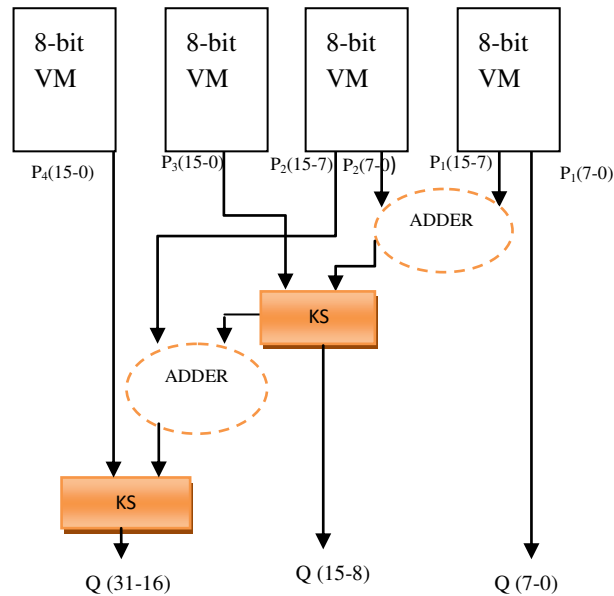 8-bit
VM
8-bit
VM
8-bit
VM
8-bit
VM
P₄(15-0)
P₃(15-0)
P₂(15-7)
P₂(7-0)
P₁(15-7)
P₁(7-0)
ADDER
KS
ADDER
KS
Q (31-16)
Q (15-8)
Q (7-0)